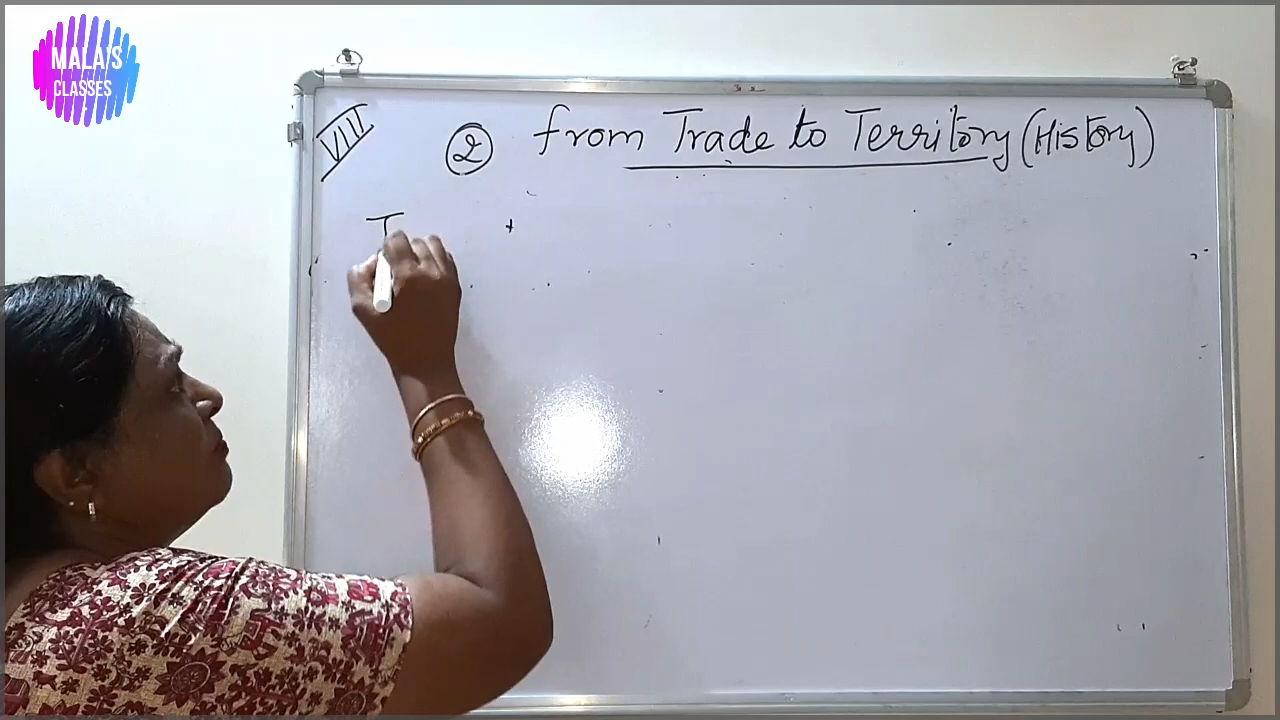 MALA'S
CLASSES
VIII
② from Trade to Territory (History)
T